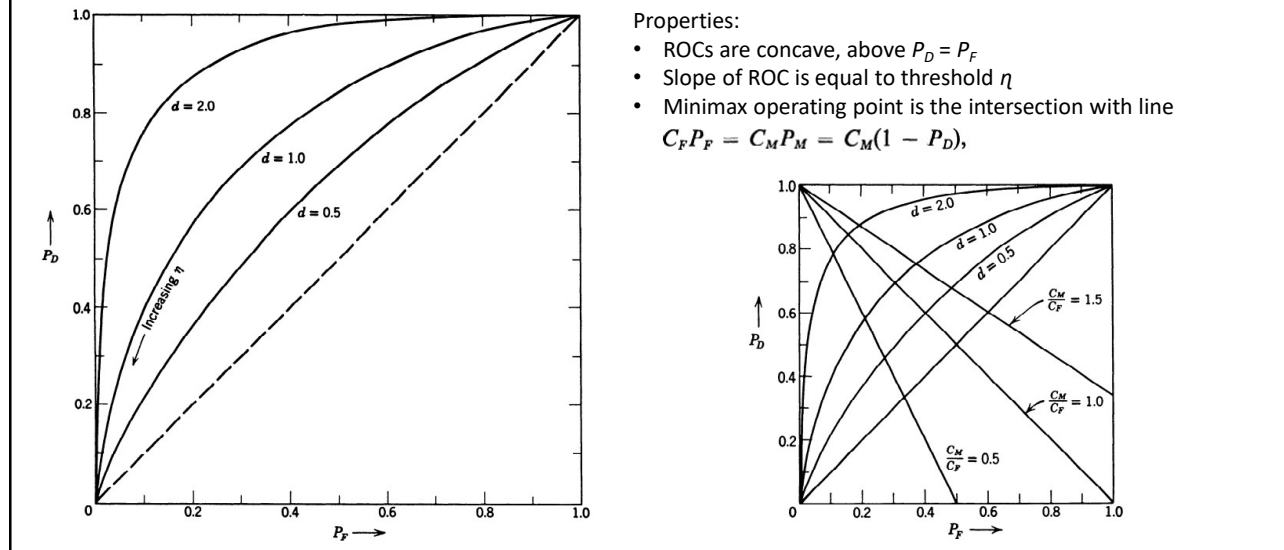 1.0
0.8
0.6
0.4
0.2
0
0.2
0.4
0.6
0.8
1.0
P_D
P_F
d = 2.0
d = 1.0
d = 0.5
Increasing η
Properties:
• ROCs are concave, above P_D = P_F
• Slope of ROC is equal to threshold η
• Minimax operating point is the intersection with line
C_F P_F = C_M P_M = C_M(1 − P_D),
1.0
0.8
0.6
0.4
0.2
0
0.2
0.4
0.6
0.8
1.0
P_D
P_F
d = 2.0
d = 1.0
d = 0.5
C_M/C_F = 1.5
C_M/C_F = 1.0
C_M/C_F = 0.5